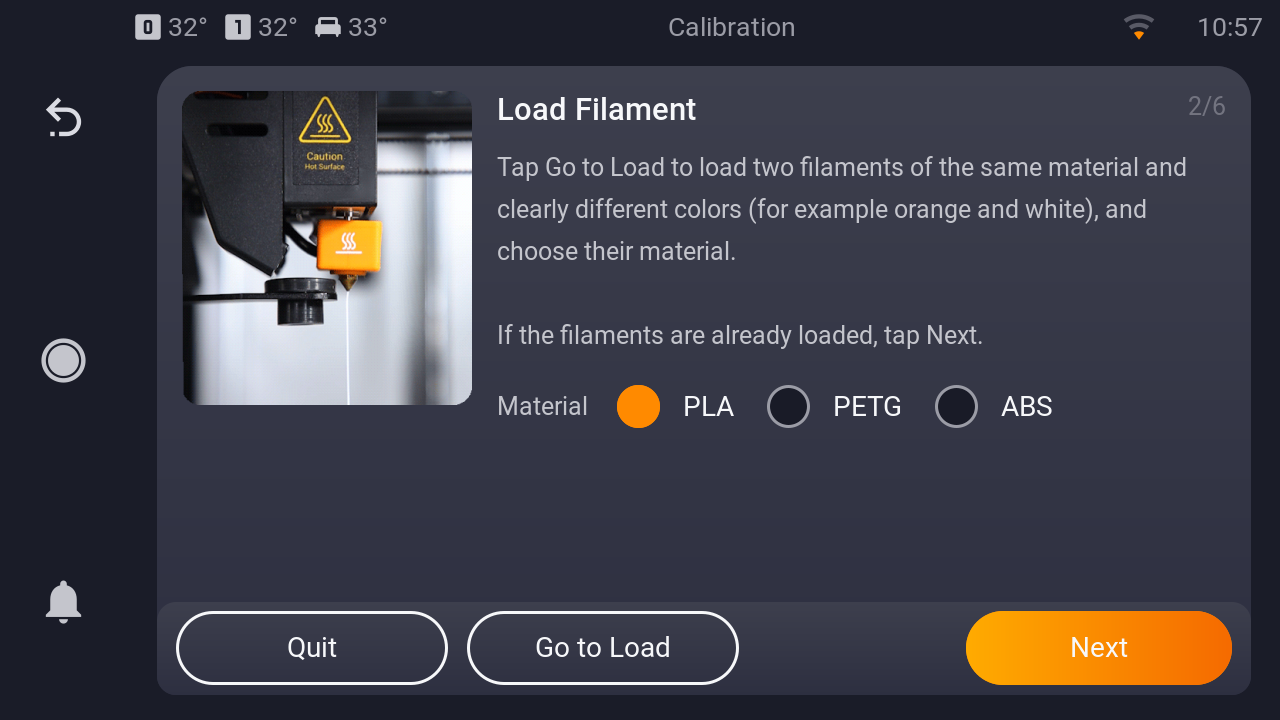 0 32° 1 32° 33° Calibration 10:57
Caution
Hot Surface
Load Filament 2/6
Tap Go to Load to load two filaments of the same material and
clearly different colors (for example orange and white), and
choose their material.
If the filaments are already loaded, tap Next.
Material PLA PETG ABS
Quit Go to Load Next